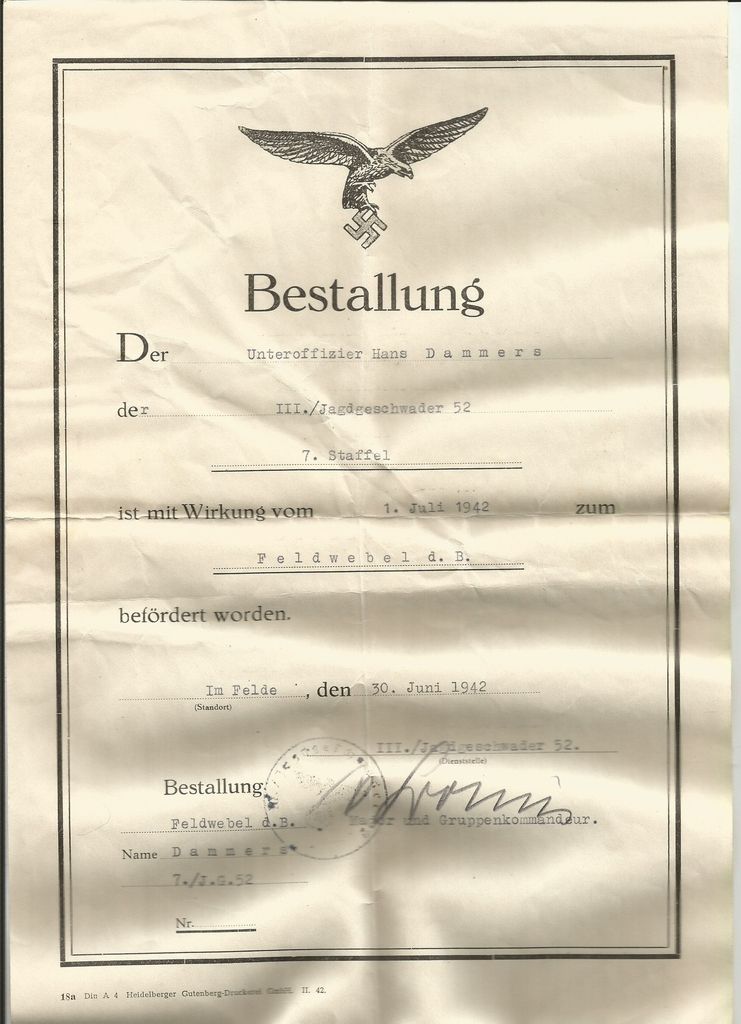 Bestallung
Der Unteroffizier Hans Dammers
der III./Jagdgeschwader 52
7. Staffel
ist mit Wirkung vom 1. Juli 1942 zum
Feldwebel d. B.
befördert worden.
Im Felde, den 30. Juni 1942
(Standort)
III./Jagdgeschwader 52.
(Dienststelle)
Bestallung:
Feldwebel d.B.
Major und Gruppenkommandeur.
Name Dammers
7./J.G.52
Nr.
18a Din A 4 Heidelberger Gutenberg-Druckerei GmbH. II. 42.